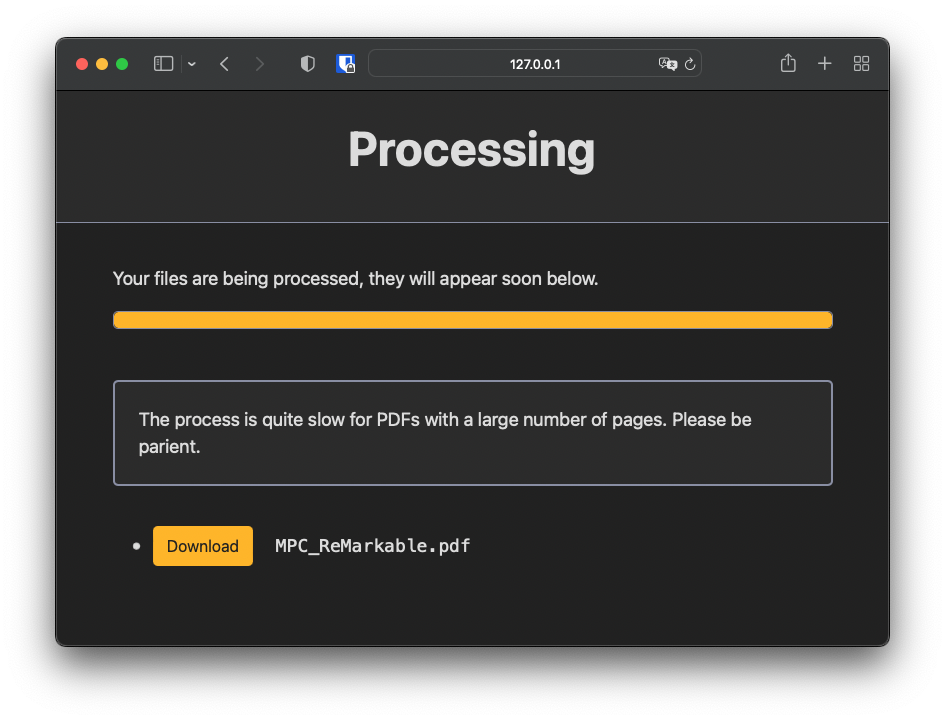 127.0.0.1
Processing
Your files are being processed, they will appear soon below.
The process is quite slow for PDFs with a large number of pages. Please be
parient.
Download MPC_ReMarkable.pdf